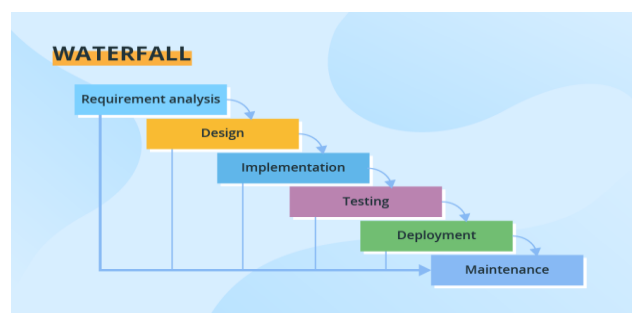 WATERFALL
Requirement analysis
Design
Implementation
Testing
Deployment
Maintenance